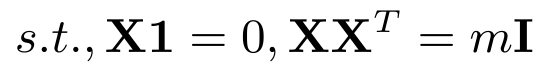 s.t., X1 = 0, XX^T = mI